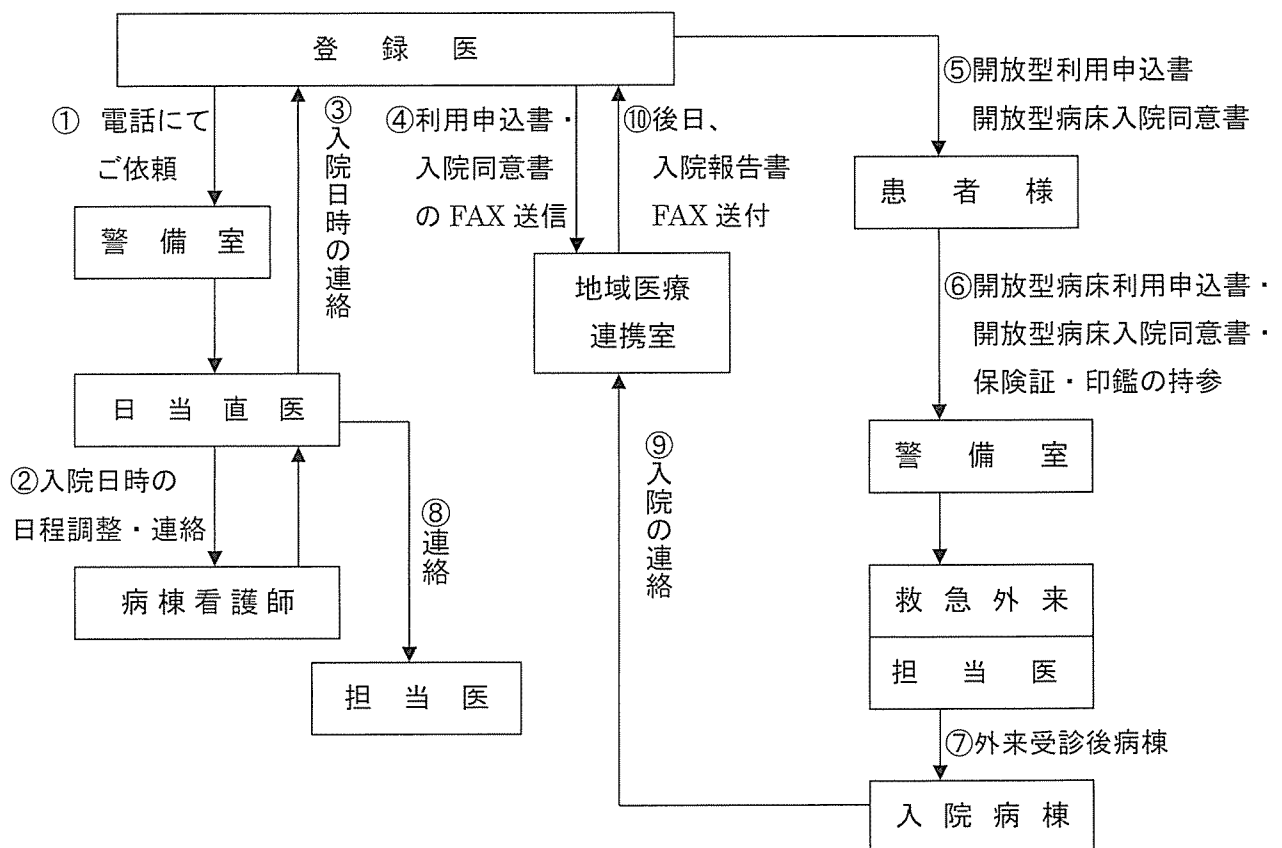 登録医
① 電話にて
ご依頼
③入院日時の連絡
④利用申込書・
入院同意書
の FAX 送信
⑩後日、
入院報告書
FAX 送付
⑤開放型利用申込書
開放型病床入院同意書
患者様
警備室
地域医療
連携室
⑥開放型病床利用申込書・
開放型病床入院同意書・
保険証・印鑑の持参
日当直医
②入院日時の
日程調整・連絡
⑧連絡
⑨入院の連絡
警備室
病棟看護師
救急外来
担当医
担当医
⑦外来受診後病棟
入院病棟